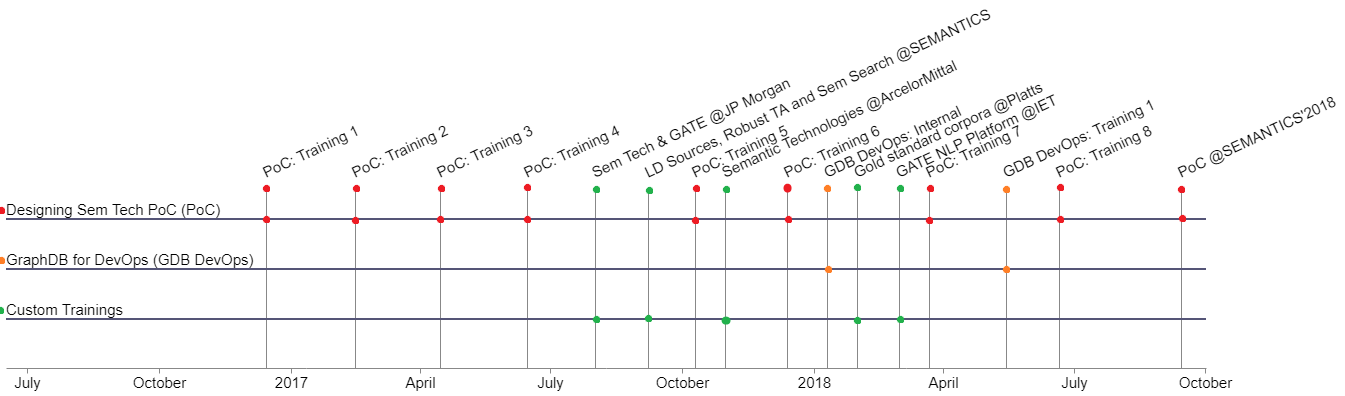 PoC: Training 1
PoC: Training 2
PoC: Training 3
PoC: Training 4
Sem Tech & GATE @JP Morgan
LD Sources, Robust TA and Sem Search @SEMANTICS
PoC: Training 5
Semantic Technologies @ArcelorMittal
PoC: Training 6
GDB DevOps: Internal
Gold standard corpora @Platts
GATE NLP Platform @IET
PoC: Training 7
GDB DevOps: Training 1
PoC: Training 8
PoC @SEMANTICS'2018
Designing Sem Tech PoC (PoC)
GraphDB for DevOps (GDB DevOps)
Custom Trainings
July October 2017 April July October 2018 April July October